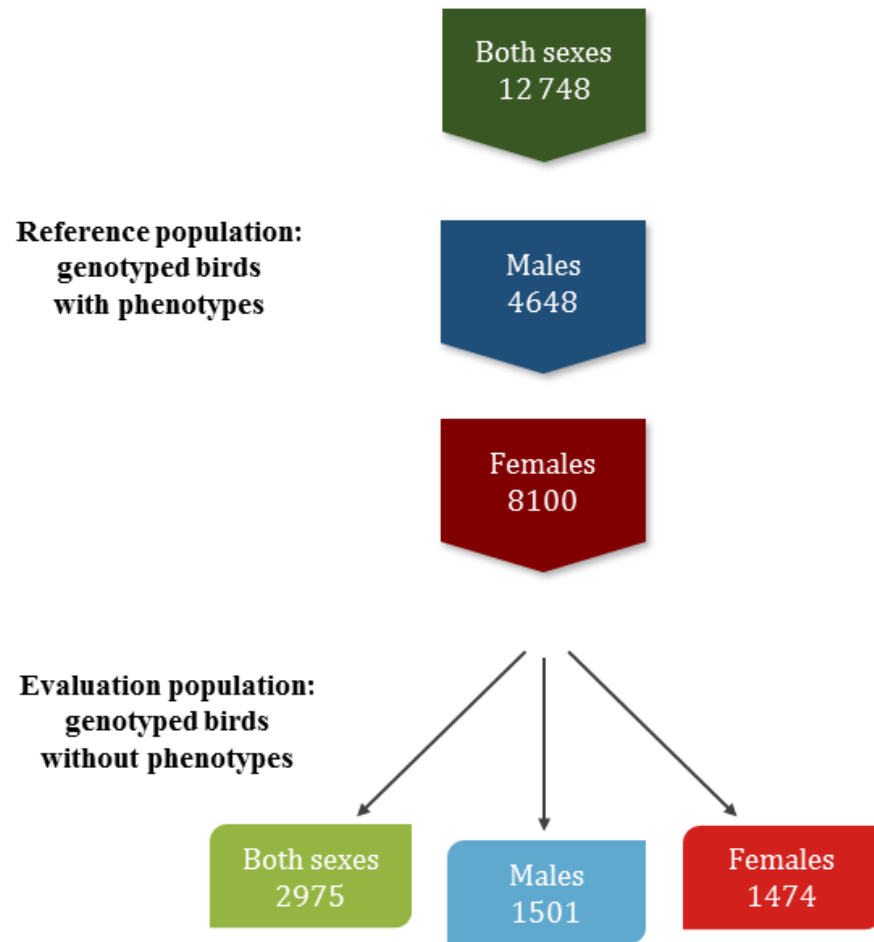 Both sexes
12 748
Reference population:
genotyped birds
with phenotypes
Males
4648
Females
8100
Evaluation population:
genotyped birds
without phenotypes
Both sexes
2975
Males
1501
Females
1474